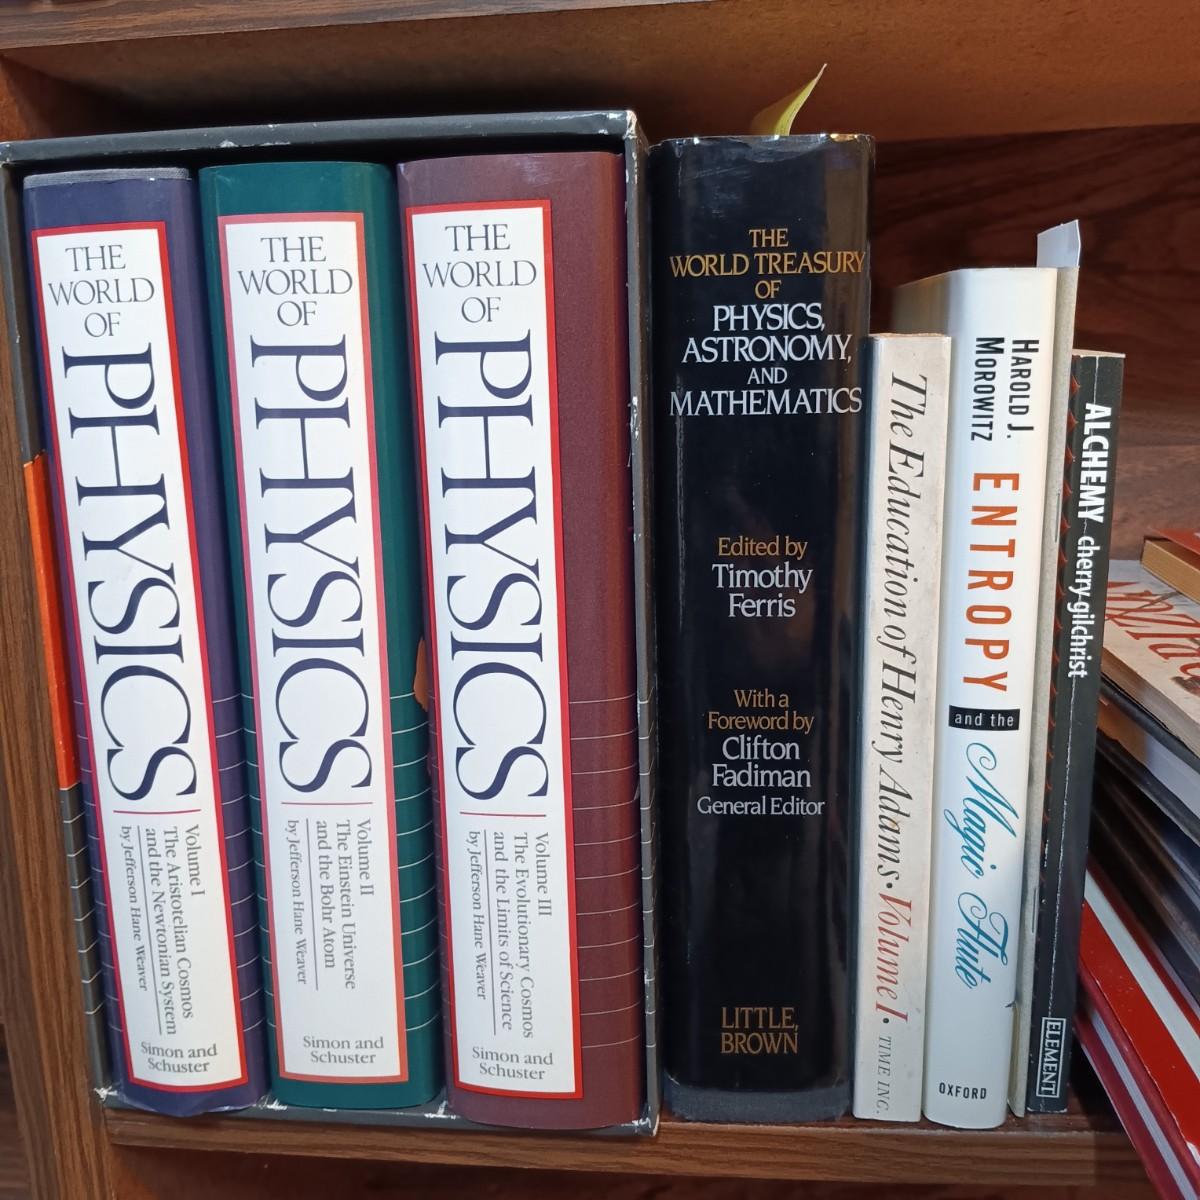 THE
WORLD
OF
PHYSICS
Volume I
The Aristotelian Cosmos
and the Newtonian System
by Jefferson Hane Weaver
Simon and
Schuster
THE
WORLD
OF
PHYSICS
Volume II
The Einstein Universe
and the Bohr Atom
by Jefferson Hane Weaver
Simon and
Schuster
THE
WORLD
OF
PHYSICS
Volume III
The Evolutionary Cosmos
and the Limits of Science
by Jefferson Hane Weaver
Simon and
Schuster
THE
WORLD TREASURY
OF
PHYSICS,
ASTRONOMY,
AND
MATHEMATICS
Edited by
Timothy
Ferris
With a
Foreword by
Clifton
Fadiman
General Editor
LITTLE,
BROWN
The Education of Henry Adams • Volume I • TIME INC.
HAROLD J.
MOROWITZ
ENTROPY
and the
Magic Flute
OXFORD
ALCHEMY cherry gilchrist
ELEMENT